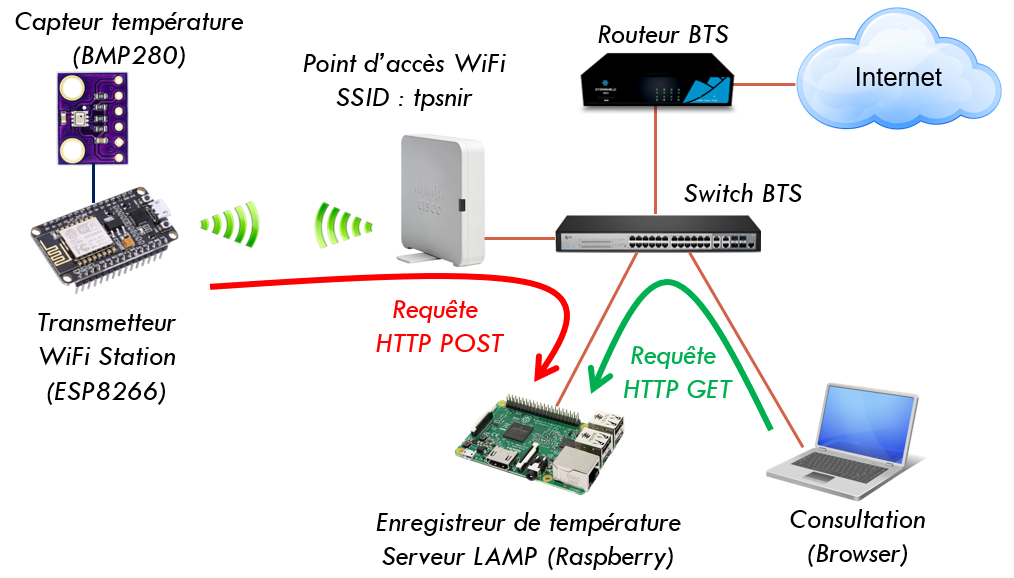 Capteur température
(BMP280)
Point d'accès WiFi
SSID : tpsnir
Routeur BTS
Internet
Switch BTS
cisco
Transmetteur
WiFi Station
(ESP8266)
Requête
HTTP POST
Requête
HTTP GET
Enregistreur de température
Serveur LAMP (Raspberry)
Consultation
(Browser)